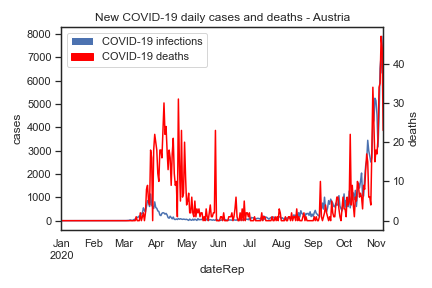 New COVID-19 daily cases and deaths - Austria
COVID-19 infections
COVID-19 deaths
8000
7000
6000
5000
4000
3000
2000
1000
0
cases
40
30
20
10
0
deaths
Jan Feb Mar Apr May Jun Jul Aug Sep Oct Nov
2020
dateRep